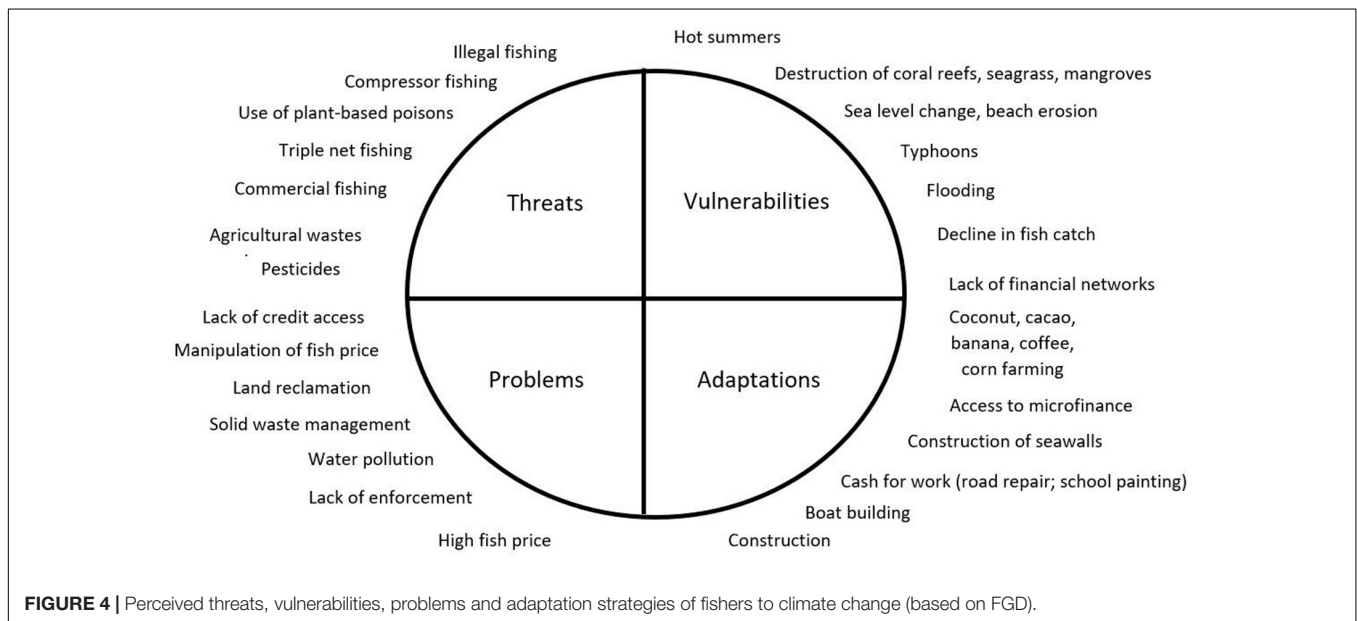 Hot summers
Illegal fishing
Destruction of coral reefs, seagrass, mangroves
Compressor fishing
Sea level change, beach erosion
Use of plant-based poisons
Triple net fishing
Typhoons
Commercial fishing
Flooding
Threats
Vulnerabilities
Agricultural wastes
Decline in fish catch
Pesticides
Lack of financial networks
Lack of credit access
Coconut, cacao,
banana, coffee,
corn farming
Manipulation of fish price
Problems
Adaptations
Land reclamation
Access to microfinance
Solid waste management
Construction of seawalls
Water pollution
Cash for work (road repair; school painting)
Lack of enforcement
Boat building
High fish price
Construction
FIGURE 4 | Perceived threats, vulnerabilities, problems and adaptation strategies of fishers to climate change (based on FGD).